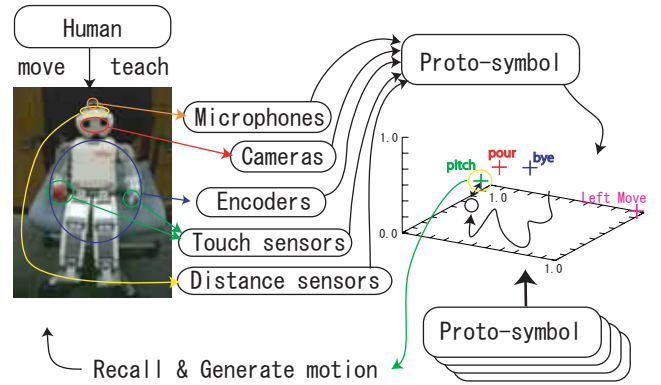 Human
move teach
Proto-symbol
Microphones
Cameras
Encoders
Touch sensors
Distance sensors
1.0
pitch
pour
bye
1.0
Left Move
0.0
1.0
Proto-symbol
Recall & Generate motion